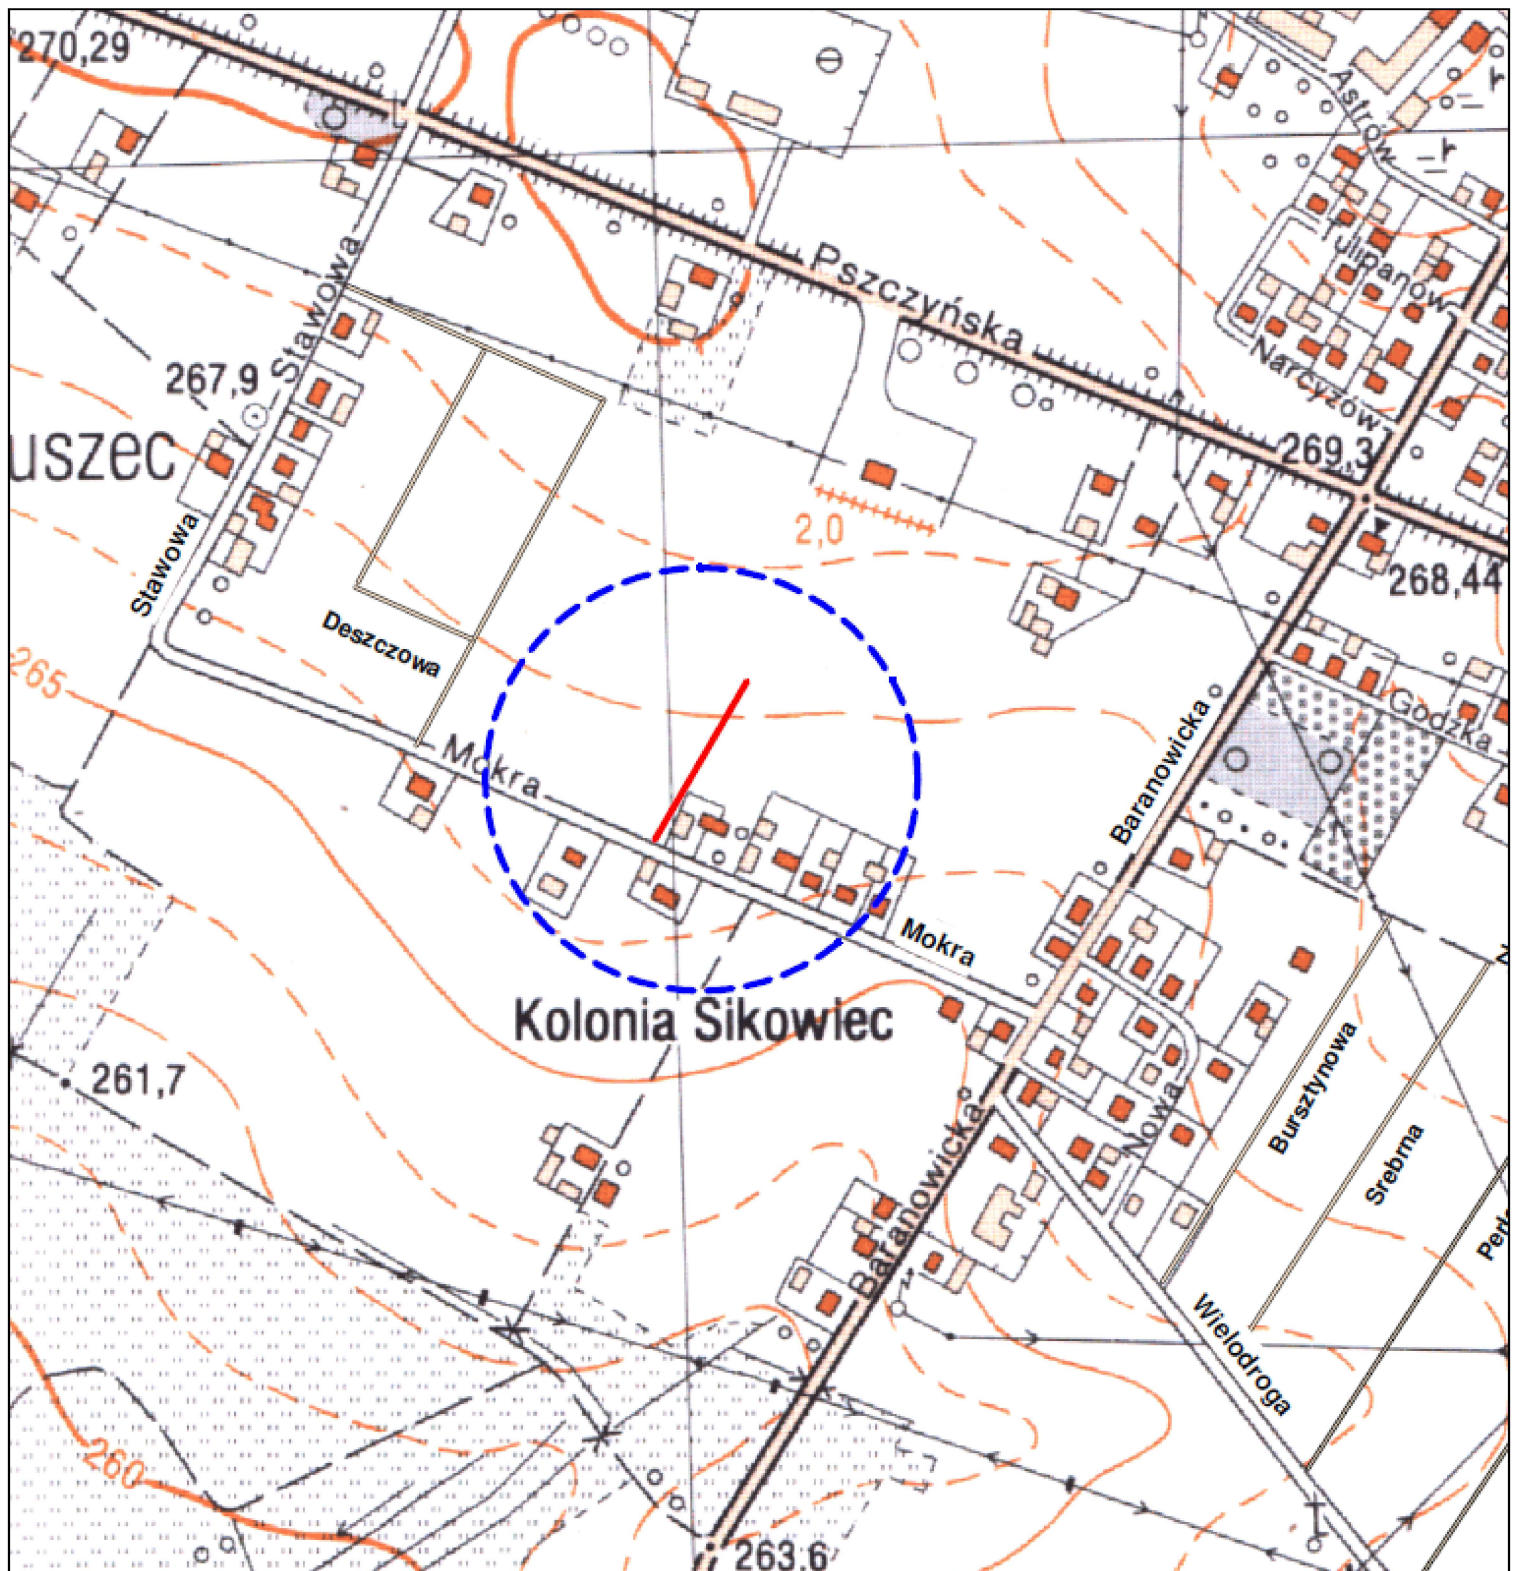 270,29
Astrów
Tulipanów
Stawowa
Pszczyńska
Narcyzów
267,9
269,3
uszec
2,0
268,44
Stawowa
Deszczowa
265
Godzka
Baranowicka
Mokra
Mokra
Kolonia Sikowiec
261,7
Bursztynowa
Nowa
Srebrna
Baranowicka
Wielodroga
260
263.6